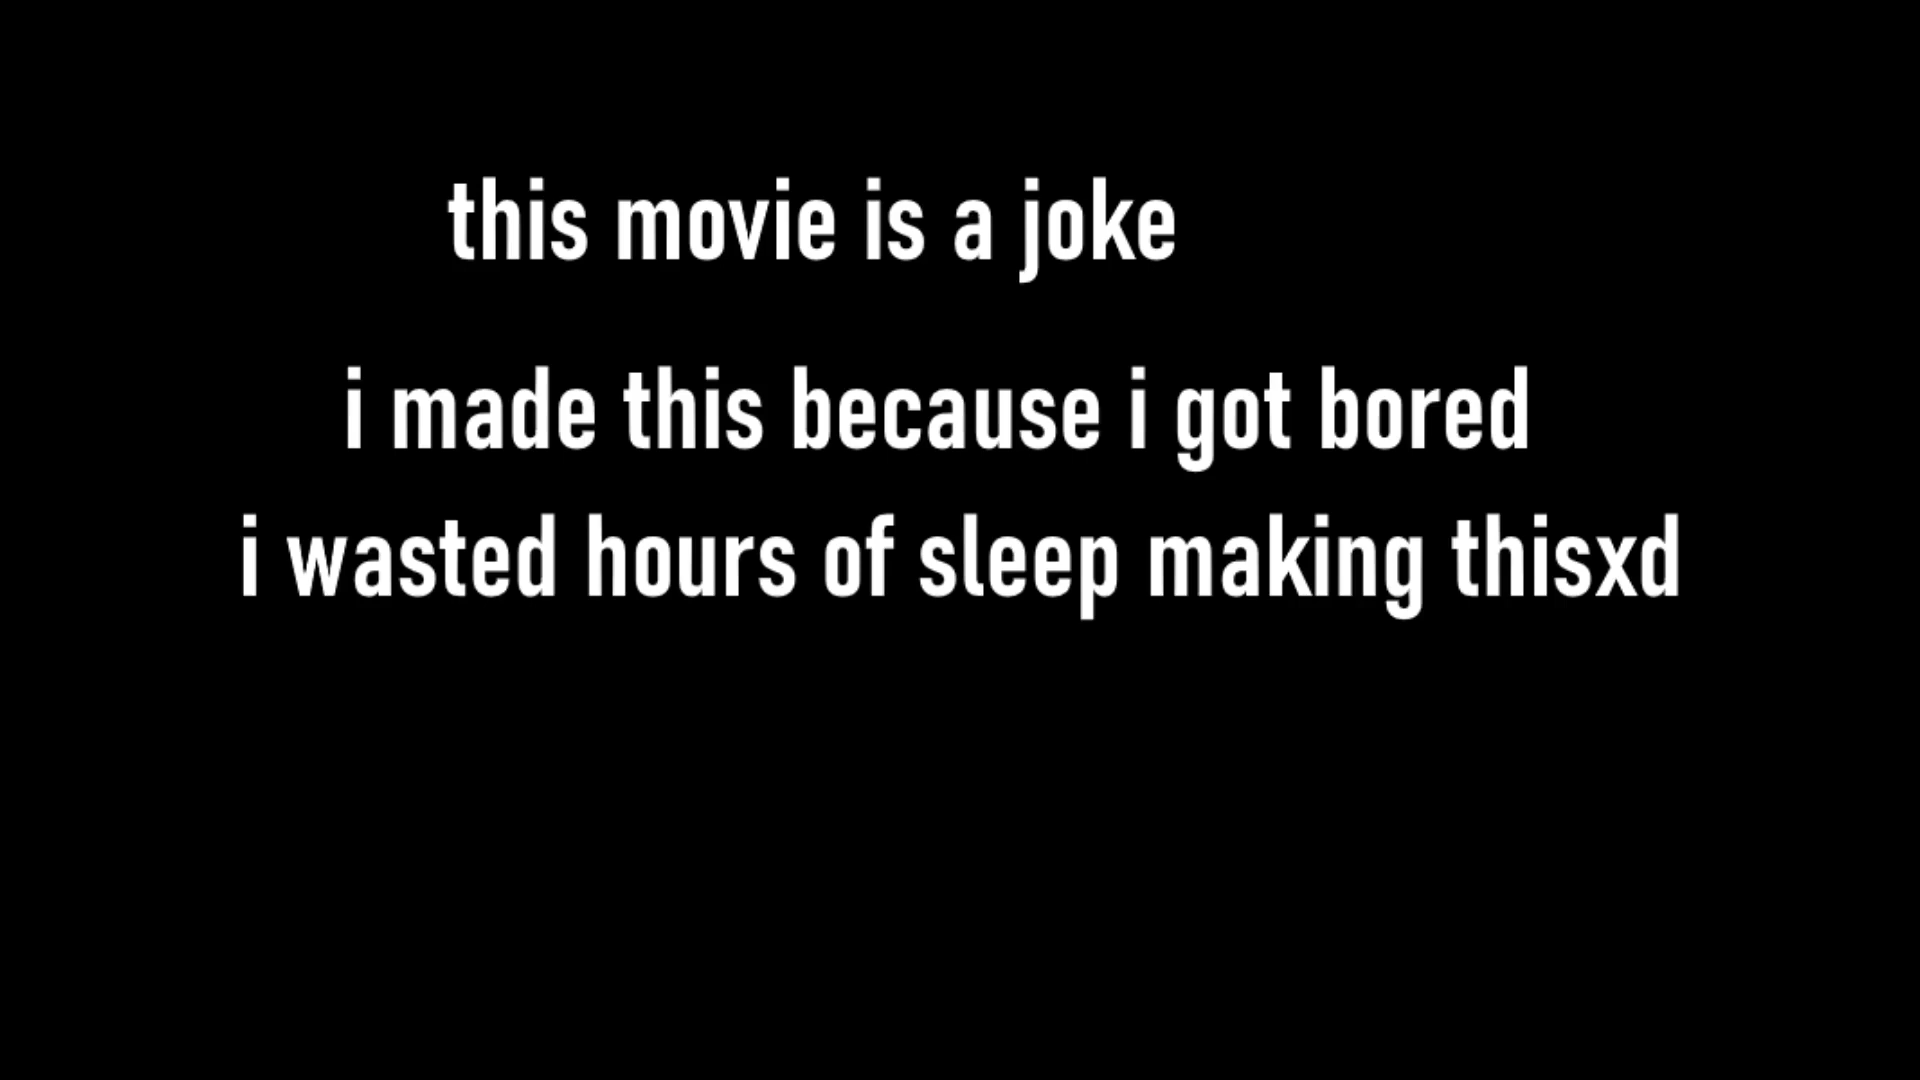 this movie is a joke
i made this because i got bored
i wasted hours of sleep making thisxd